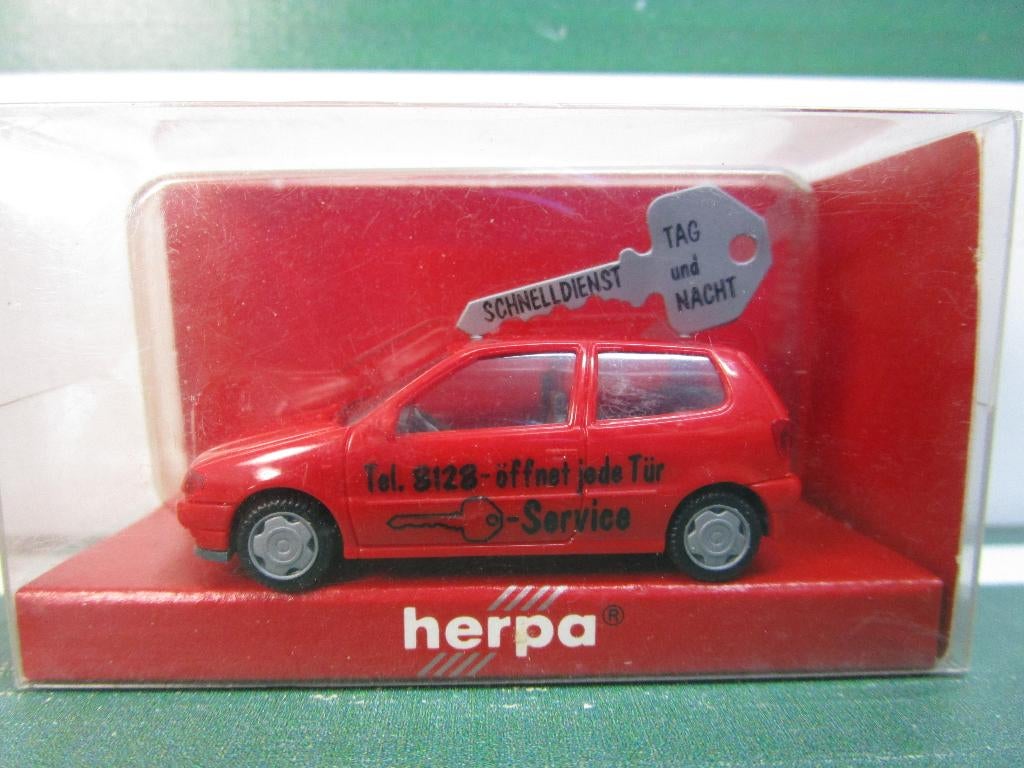 TAG
und
NACHT
SCHNELLDIENST
Tel. 8128-öffnet jede Tür
-Service
herpa®